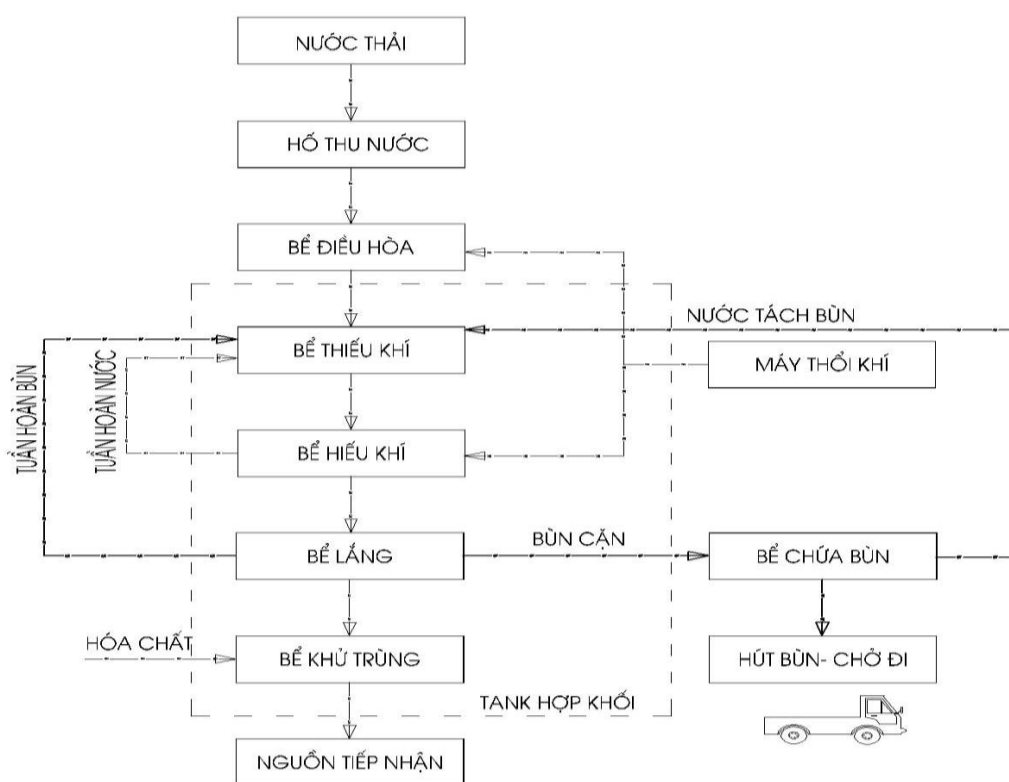 NƯỚC THẢI
HỐ THU NƯỚC
BỂ ĐIỀU HÒA
NƯỚC TÁCH BÙN
BỂ THIẾU KHÍ
MÁY THỔI KHÍ
TUẦN HOÀN BÙN
TUẦN HOÀN NƯỚC
BỂ HIẾU KHÍ
BÙN CẶN
BỂ LẮNG
BỂ CHỨA BÙN
HÓA CHẤT
BỂ KHỬ TRÙNG
HÚT BÙN- CHỞ ĐI
TANK HỢP KHỐI
NGUỒN TIẾP NHẬN